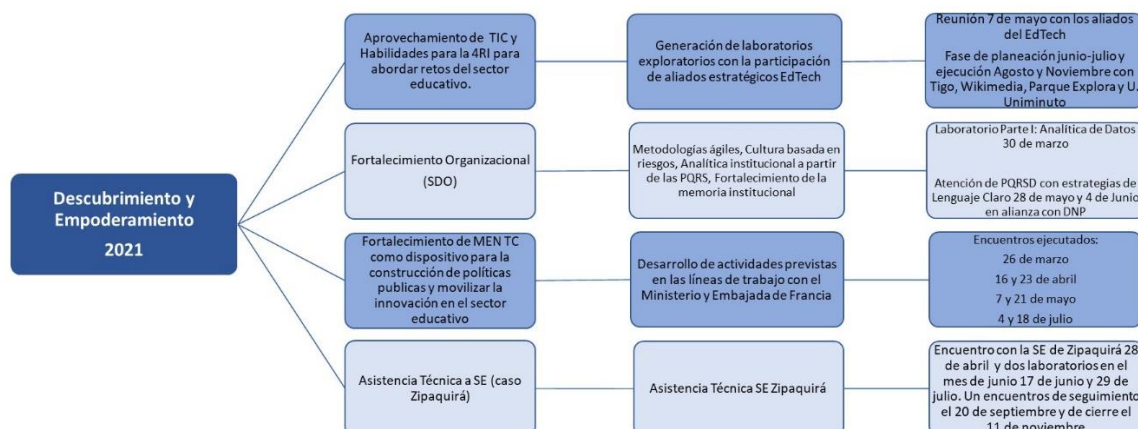 Descubrimiento y
Empoderamiento
2021
Aprovechamiento de TIC y
Habilidades para la 4RI para
abordar retos del sector
educativo.
Generación de laboratorios
exploratorios con la participación
de aliados estratégicos EdTech
Reunión 7 de mayo con los aliados
del EdTech
Fase de planeación junio-julio y
ejecución Agosto y Noviembre con
Tigo, Wikimedia, Parque Explora y U.
Uniminuto
Fortalecimiento Organizacional
(SDO)
Metodologías ágiles, Cultura basada en
riesgos, Analítica institucional a partir
de las PQRS, Fortalecimiento de la
memoria institucional
Laboratorio Parte I: Analítica de Datos
30 de marzo
Atención de PQRSD con estrategias de
Lenguaje Claro 28 de mayo y 4 de Junio
en alianza con DNP
Fortalecimiento de MEN TC
como dispositivo para la
construcción de políticas
publicas y movilizar la
innovación en el sector
educativo
Desarrollo de actividades previstas
en las líneas de trabajo con el
Ministerio y Embajada de Francia
Encuentros ejecutados:
26 de marzo
16 y 23 de abril
7 y 21 de mayo
4 y 18 de julio
Asistencia Técnica a SE (caso
Zipaquirá)
Asistencia Técnica SE Zipaquirá
Encuentro con la SE de Zipaquirá 28
de abril y dos laboratorios en el
mes de junio 17 de junio y 29 de
julio. Un encuentros de seguimiento
el 20 de septiembre y de cierre el
11 de noviembre